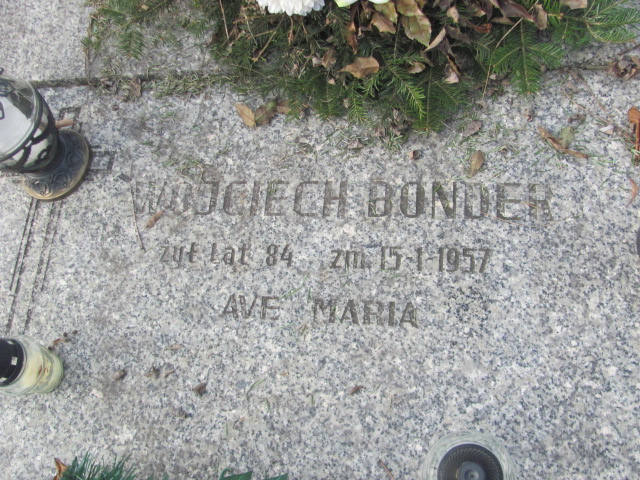 WOJCIECH BONDER
żył lat 84 zm. 15-1-1957
AVE MARIA